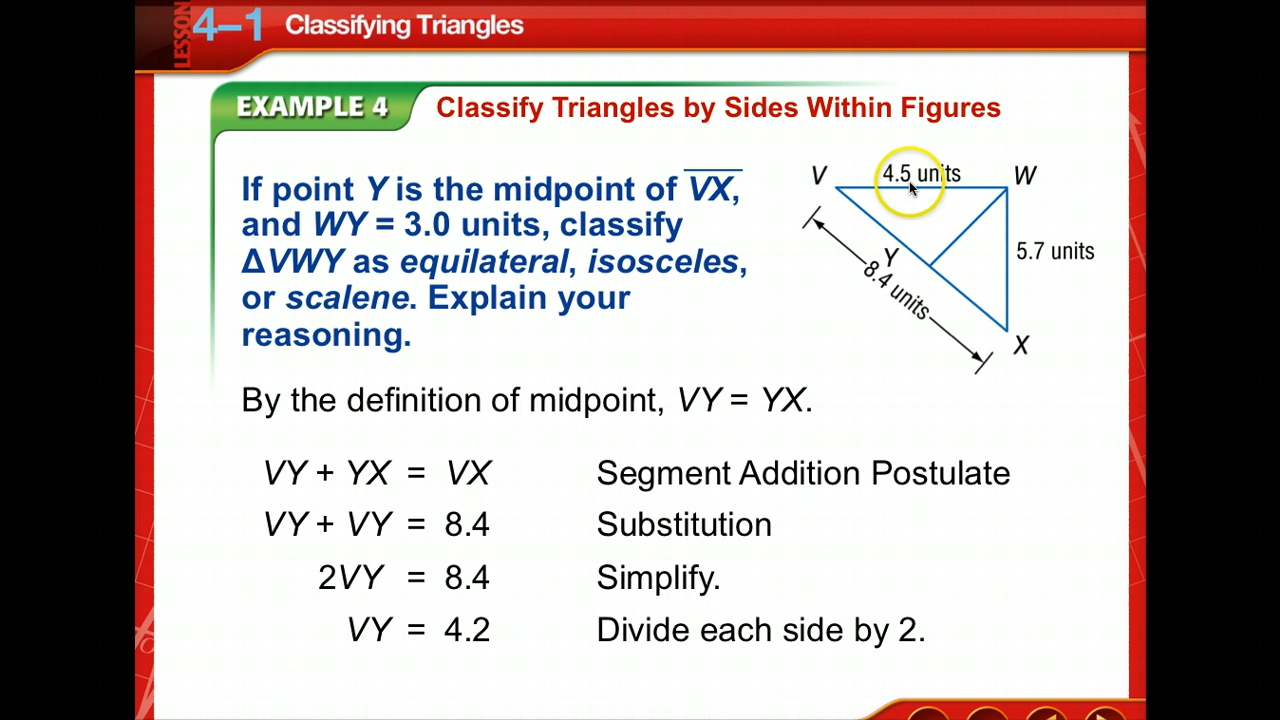 LESSON 4–1 Classifying Triangles
EXAMPLE 4 Classify Triangles by Sides Within Figures
If point Y is the midpoint of VX,
and WY = 3.0 units, classify
ΔVWY as equilateral, isosceles,
or scalene. Explain your
reasoning.
V 4.5 units W
Y 5.7 units
8.4 units
X
By the definition of midpoint, VY = YX.
VY + YX = VX Segment Addition Postulate
VY + VY = 8.4 Substitution
2VY = 8.4 Simplify.
VY = 4.2 Divide each side by 2.